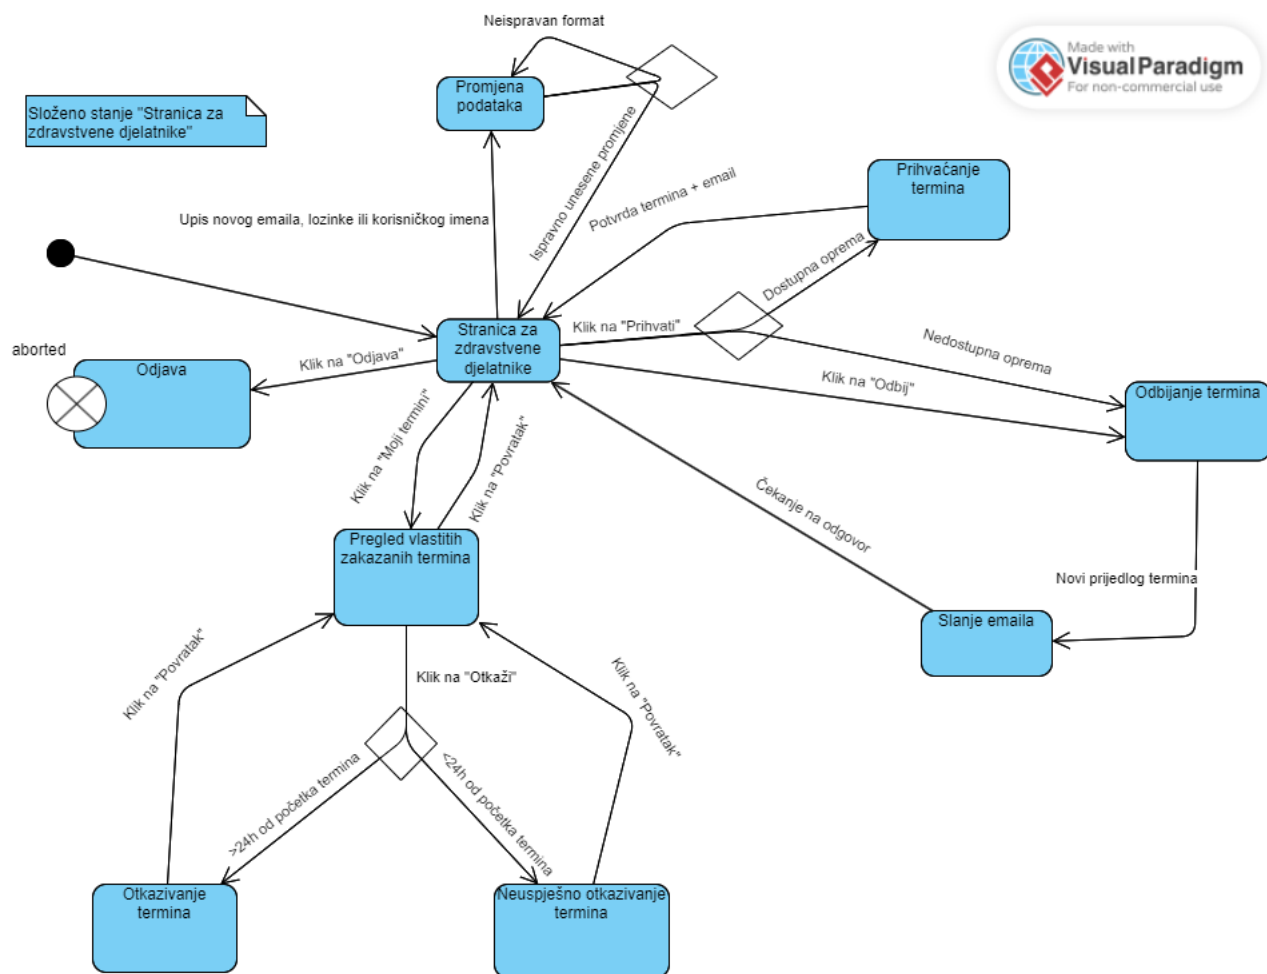 Neispravan format
Made with
VisualParadigm
For non-commercial use
Promjena
podataka
Složeno stanje "Stranica za
zdravstvene djelatnike"
Ispravno unesene promjene
Prihvaćanje
termina
Potvrda termina + email
Upis novog emaila, lozinke ili korisničkog imena
Dostupna oprema
Stranica za
zdravstvene
djelatnike
Klik na "Prihvati"
aborted
Odjava
Klik na "Odjava"
Nedostupna oprema
Klik na "Odbij"
Odbijanje termina
Klik na "Moji termini"
Klik na "Povratak"
Čekanje na odgovor
Pregled vlastitih
zakazanih termina
Novi prijedlog termina
Slanje emaila
Klik na "Povratak"
Klik na "Otkaži"
Klik na "Povratak"
>24h od početka termina
<24h od početka termina
Otkazivanje
termina
Neuspješno otkazivanje
termina